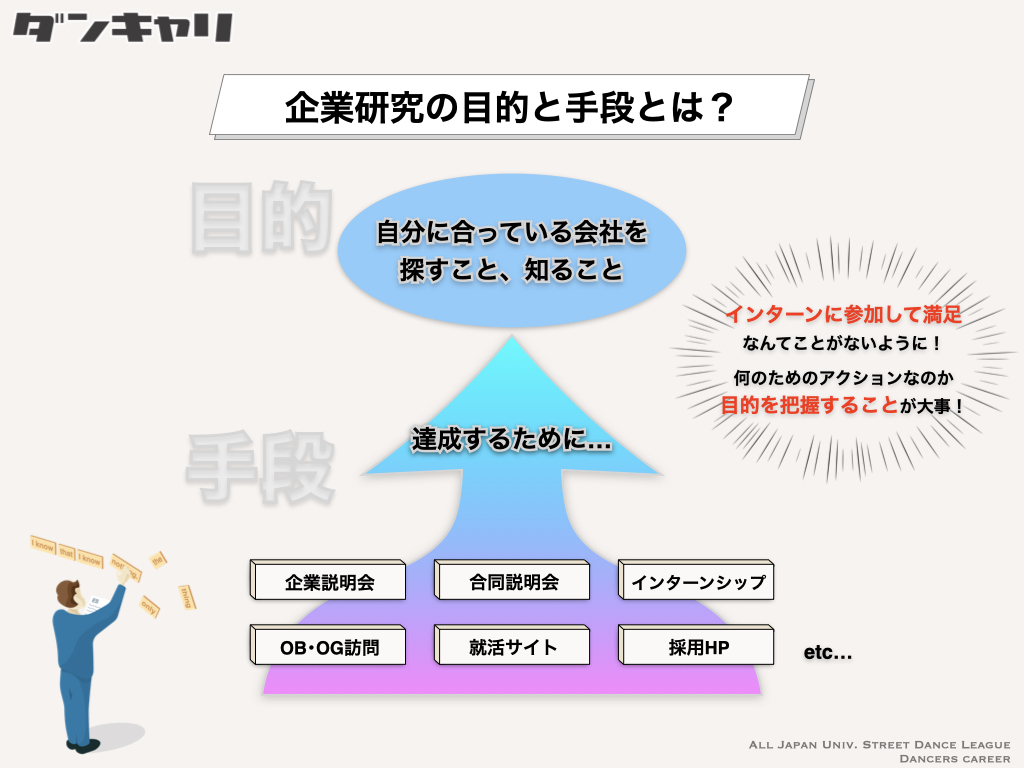 ダンキャリ
企業研究の目的と手段とは？
目的
自分に合っている会社を
探すこと、知ること
インターンに参加して満足
なんてことがないように！
何のためのアクションなのか
目的を把握することが大事！
手段
達成するために…
I know
that
I know
the
thing
only
企業説明会
合同説明会
インターンシップ
OB・OG訪問
就活サイト
採用HP
etc…
ALL JAPAN UNIV. STREET DANCE LEAGUE
DANCERS CAREER